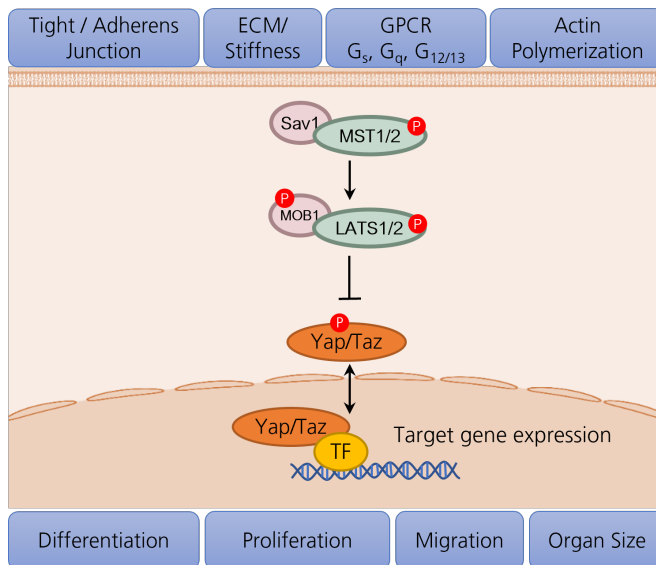 Tight / Adherens
Junction
ECM/
Stiffness
GPCR
Gs, Gq, G12/13
Actin
Polymerization
Sav1
MST1/2
P
P
MOB1
LATS1/2
P
P
Yap/Taz
Yap/Taz
TF
Target gene expression
Differentiation
Proliferation
Migration
Organ Size